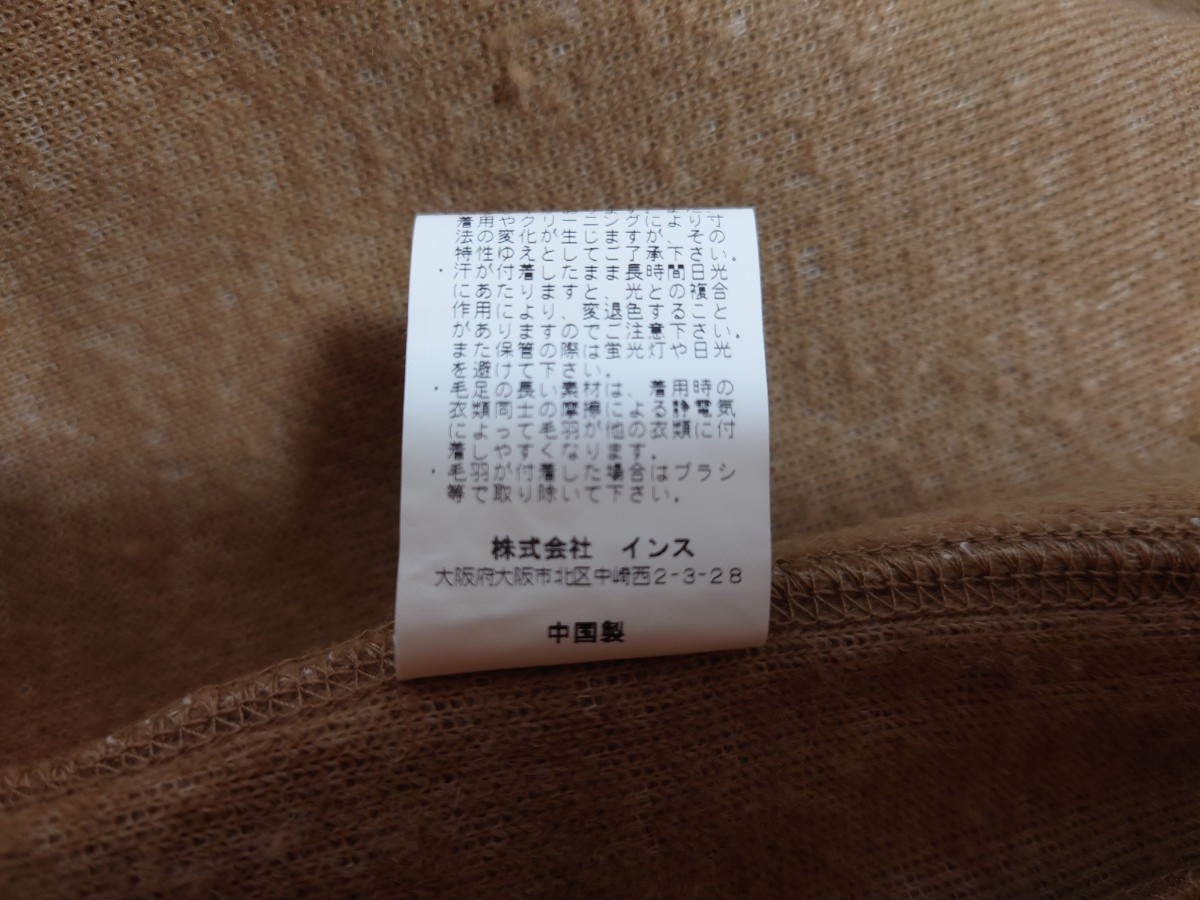 着用やクリーニングにより寸
法の変化が生じますが、その
特性ゆえとしてご了承下さい。
・汗が付着したまま長時間日光
にあたりますと、光との複合
作用により、変退色すること
がありますのでご注意下さい。
また保管の際は蛍光灯や日光
を避けて下さい。
・毛足の長い素材は、着用時の
衣類同士の摩擦による静電気
によって毛羽が他の衣類に付
着しやすくなります。
・毛羽が付着した場合はブラシ
等で取り除いて下さい。
株式会社 インス
大阪府大阪市北区中崎西2-3-28
中国製